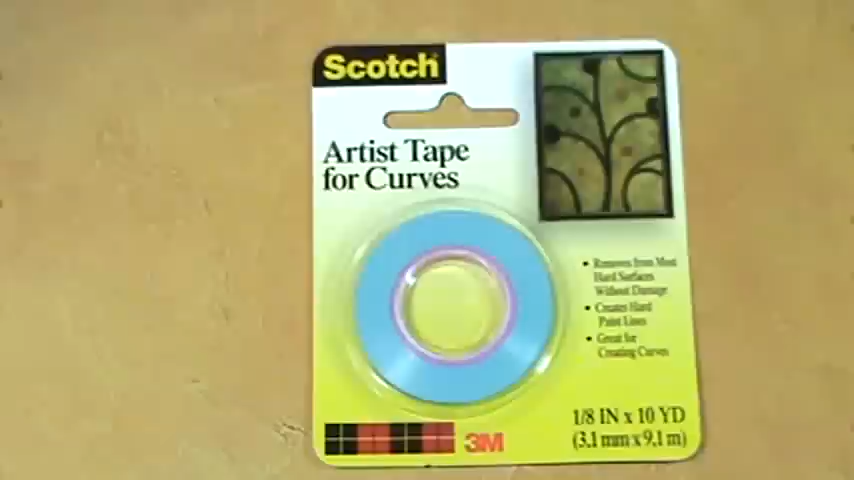 Scotch
Artist Tape
for Curves
• Removes from Most
Hard Surfaces
Without Damage
• Creates Hard
Paint Lines
• Great for
Creating Curves
1/8 IN x 10 YD
(3,1 mm x 9,1 m)
3M